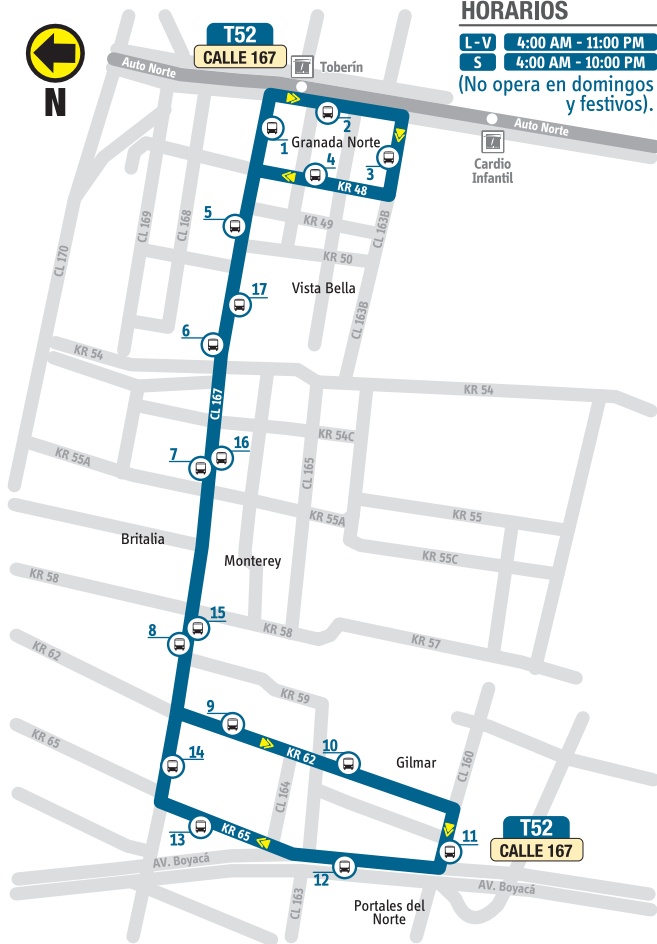 HORARIOS
L - V 4:00 AM - 11:00 PM
S 4:00 AM - 10:00 PM
(No opera en domingos
y festivos).
T52
CALLE 167
N
Auto Norte
Toberín
Auto Norte
Cardio
Infantil
1
2
Granada Norte
3
4
KR 48
5
KR 49
CL 163B
CL 169
CL 168
CL 170
KR 50
Vista Bella
17
CL 163B
6
KR 54
KR 54
CL 167
KR 54C
16
7
KR 55A
CL 165
KR 55A
KR 55
Britalia
Monterey
KR 55C
KR 58
15
8
KR 58
KR 57
KR 62
KR 59
9
KR 65
KR 62
10
Gilmar
CL 160
14
CL 164
13
KR 65
11
T52
CALLE 167
AV. Boyacá
12
AV. Boyacá
CL 163
Portales del
Norte